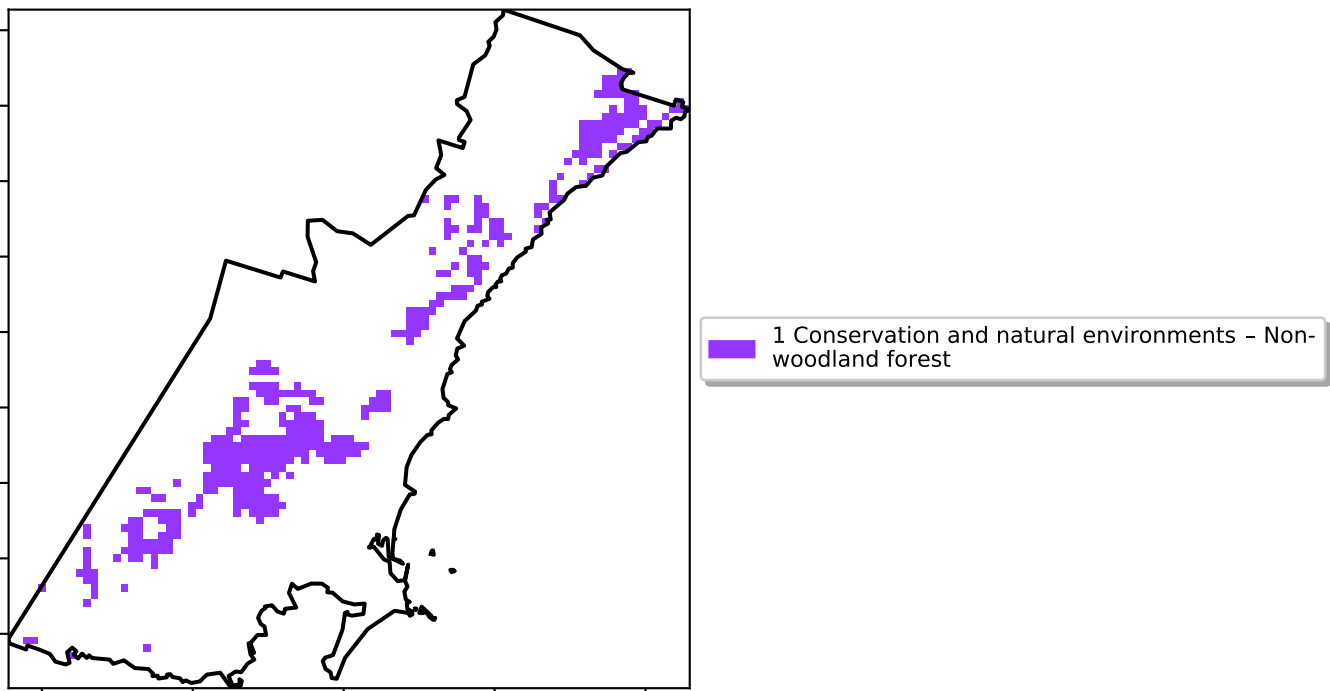 1 Conservation and natural environments – Non-
woodland forest